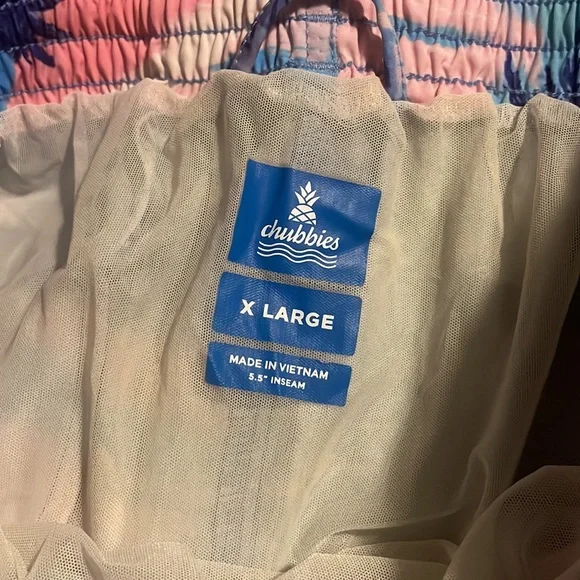 chubbies
X LARGE
MADE IN VIETNAM
5.5" INSEAM